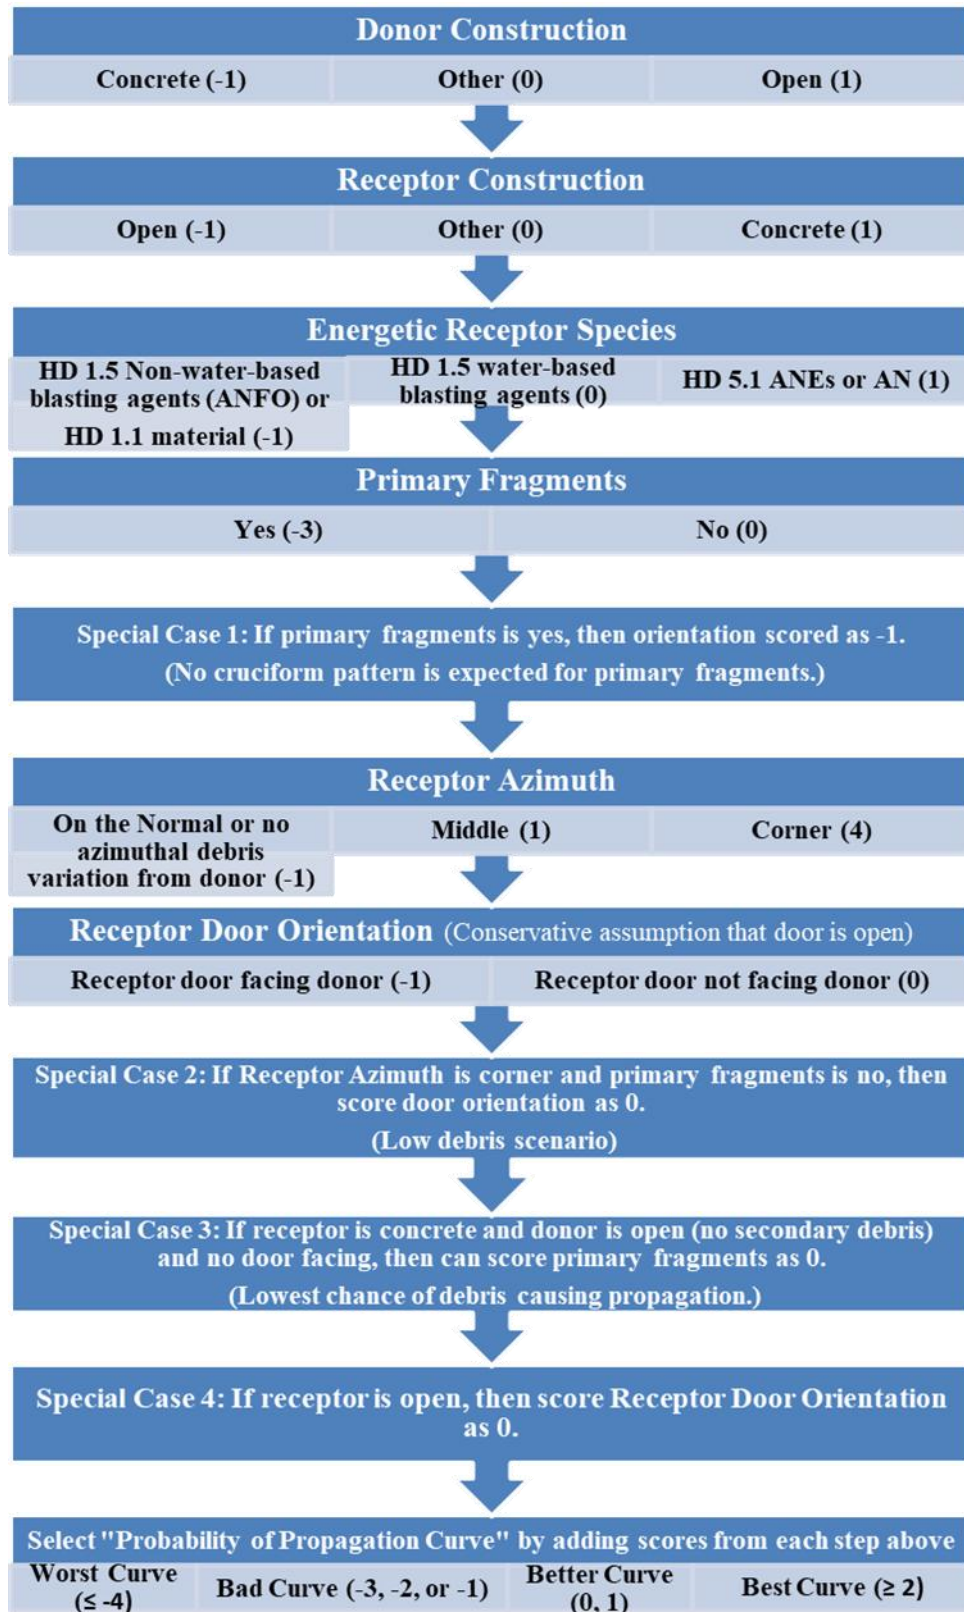 Donor Construction
Concrete (-1)
Other (0)
Open (1)
Receptor Construction
Open (-1)
Other (0)
Concrete (1)
Energetic Receptor Species
HD 1.5 Non-water-based
blasting agents (ANFO) or
HD 1.1 material (-1)
HD 1.5 water-based
blasting agents (0)
HD 5.1 ANEs or AN (1)
Primary Fragments
Yes (-3)
No (0)
Special Case 1: If primary fragments is yes, then orientation scored as -1.
(No cruciform pattern is expected for primary fragments.)
Receptor Azimuth
On the Normal or no
azimuthal debris
variation from donor (-1)
Middle (1)
Corner (4)
Receptor Door Orientation (Conservative assumption that door is open)
Receptor door facing donor (-1)
Receptor door not facing donor (0)
Special Case 2: If Receptor Azimuth is corner and primary fragments is no, then
score door orientation as 0.
(Low debris scenario)
Special Case 3: If receptor is concrete and donor is open (no secondary debris)
and no door facing, then can score primary fragments as 0.
(Lowest chance of debris causing propagation.)
Special Case 4: If receptor is open, then score Receptor Door Orientation
as 0.
Select "Probability of Propagation Curve" by adding scores from each step above
Worst Curve
(≤ -4)
Bad Curve (-3, -2, or -1)
Better Curve
(0, 1)
Best Curve (≥ 2)